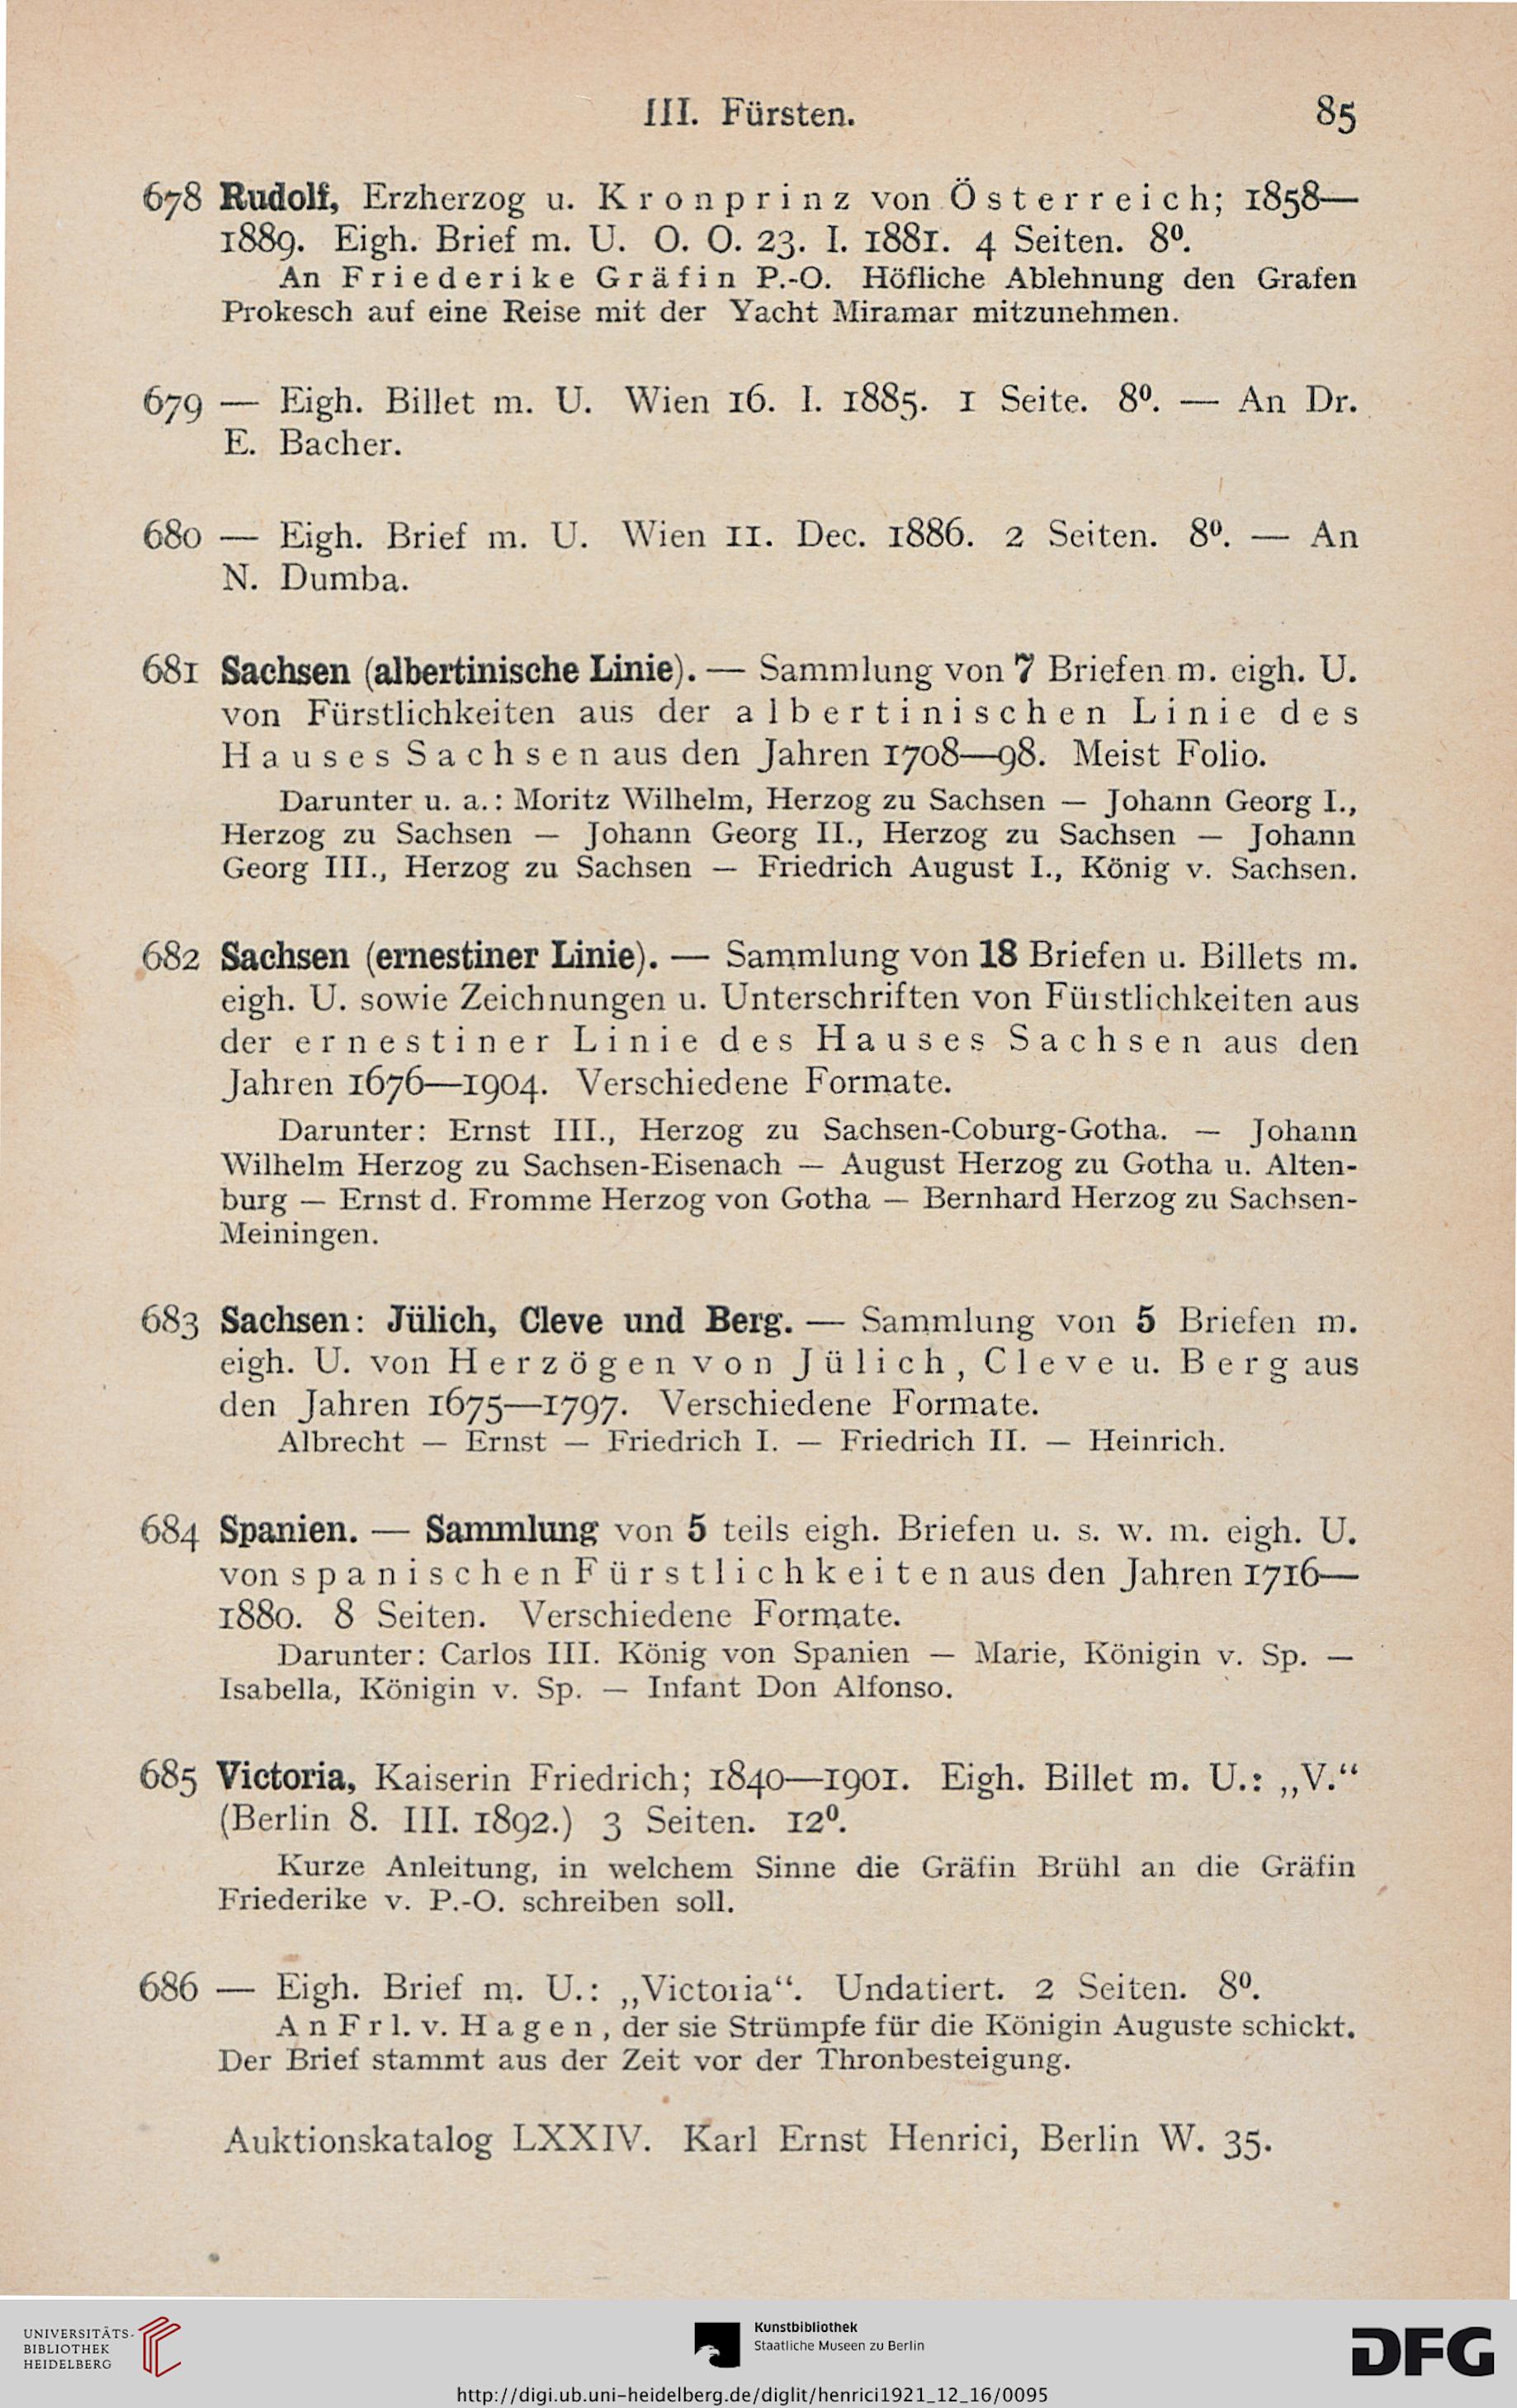 III. Fürsten. 85
678 Rudolf, Erzherzog u. Kronprinz von Österreich; 1858—
1889. Eigh. Brief m. U. O. O. 23. I. 1881. 4 Seiten. 8⁰.
An Friederike Gräfin P.-O. Höfliche Ablehnung den Grafen
Prokesch auf eine Reise mit der Yacht Miramar mitzunehmen.
679 — Eigh. Billet m. U. Wien 16. I. 1885. 1 Seite. 8⁰. — An Dr.
E. Bacher.
680 — Eigh. Brief m. U. Wien 11. Dec. 1886. 2 Seiten. 8⁰. — An
N. Dumba.
681 Sachsen (albertinische Linie). — Sammlung von 7 Briefen m. eigh. U.
von Fürstlichkeiten aus der albertinischen Linie des
Hauses Sachsen aus den Jahren 1708—98. Meist Folio.
Darunter u. a.: Moritz Wilhelm, Herzog zu Sachsen — Johann Georg I.,
Herzog zu Sachsen — Johann Georg II., Herzog zu Sachsen — Johann
Georg III., Herzog zu Sachsen — Friedrich August I., König v. Sachsen.
682 Sachsen (ernestiner Linie). — Sammlung von 18 Briefen u. Billets m.
eigh. U. sowie Zeichnungen u. Unterschriften von Fürstlichkeiten aus
der ernestiner Linie des Hauses Sachsen aus den
Jahren 1676—1904. Verschiedene Formate.
Darunter: Ernst III., Herzog zu Sachsen-Coburg-Gotha. — Johann
Wilhelm Herzog zu Sachsen-Eisenach — August Herzog zu Gotha u. Alten-
burg — Ernst d. Fromme Herzog von Gotha — Bernhard Herzog zu Sachsen-
Meiningen.
683 Sachsen: Jülich, Cleve und Berg. — Sammlung von 5 Briefen m.
eigh. U. von Herzögen von Jülich, Cleve u. Berg aus
den Jahren 1675—1797. Verschiedene Formate.
Albrecht — Ernst — Friedrich I. — Friedrich II. — Heinrich.
684 Spanien. — Sammlung von 5 teils eigh. Briefen u. s. w. m. eigh. U.
von spanischen Fürstlichkeiten aus den Jahren 1716—
1880. 8 Seiten. Verschiedene Formate.
Darunter: Carlos III. König von Spanien — Marie, Königin v. Sp. —
Isabella, Königin v. Sp. — Infant Don Alfonso.
685 Victoria, Kaiserin Friedrich; 1840—1901. Eigh. Billet m. U.: „V.“
(Berlin 8. III. 1892.) 3 Seiten. 12⁰.
Kurze Anleitung, in welchem Sinne die Gräfin Brühl an die Gräfin
Friederike v. P.-O. schreiben soll.
686 — Eigh. Brief m. U.: „Victoria“. Undatiert. 2 Seiten. 8⁰.
An Frl. v. Hagen, der sie Strümpfe für die Königin Auguste schickt.
Der Brief stammt aus der Zeit vor der Thronbesteigung.
Auktionskatalog LXXIV. Karl Ernst Henrici, Berlin W. 35.
UNIVERSITÄTS-
BIBLIOTHEK
HEIDELBERG
Kunstbibliothek
Staatliche Museen zu Berlin
DFG
http://digi.ub.uni-heidelberg.de/diglit/henrici1921_12_16/0095